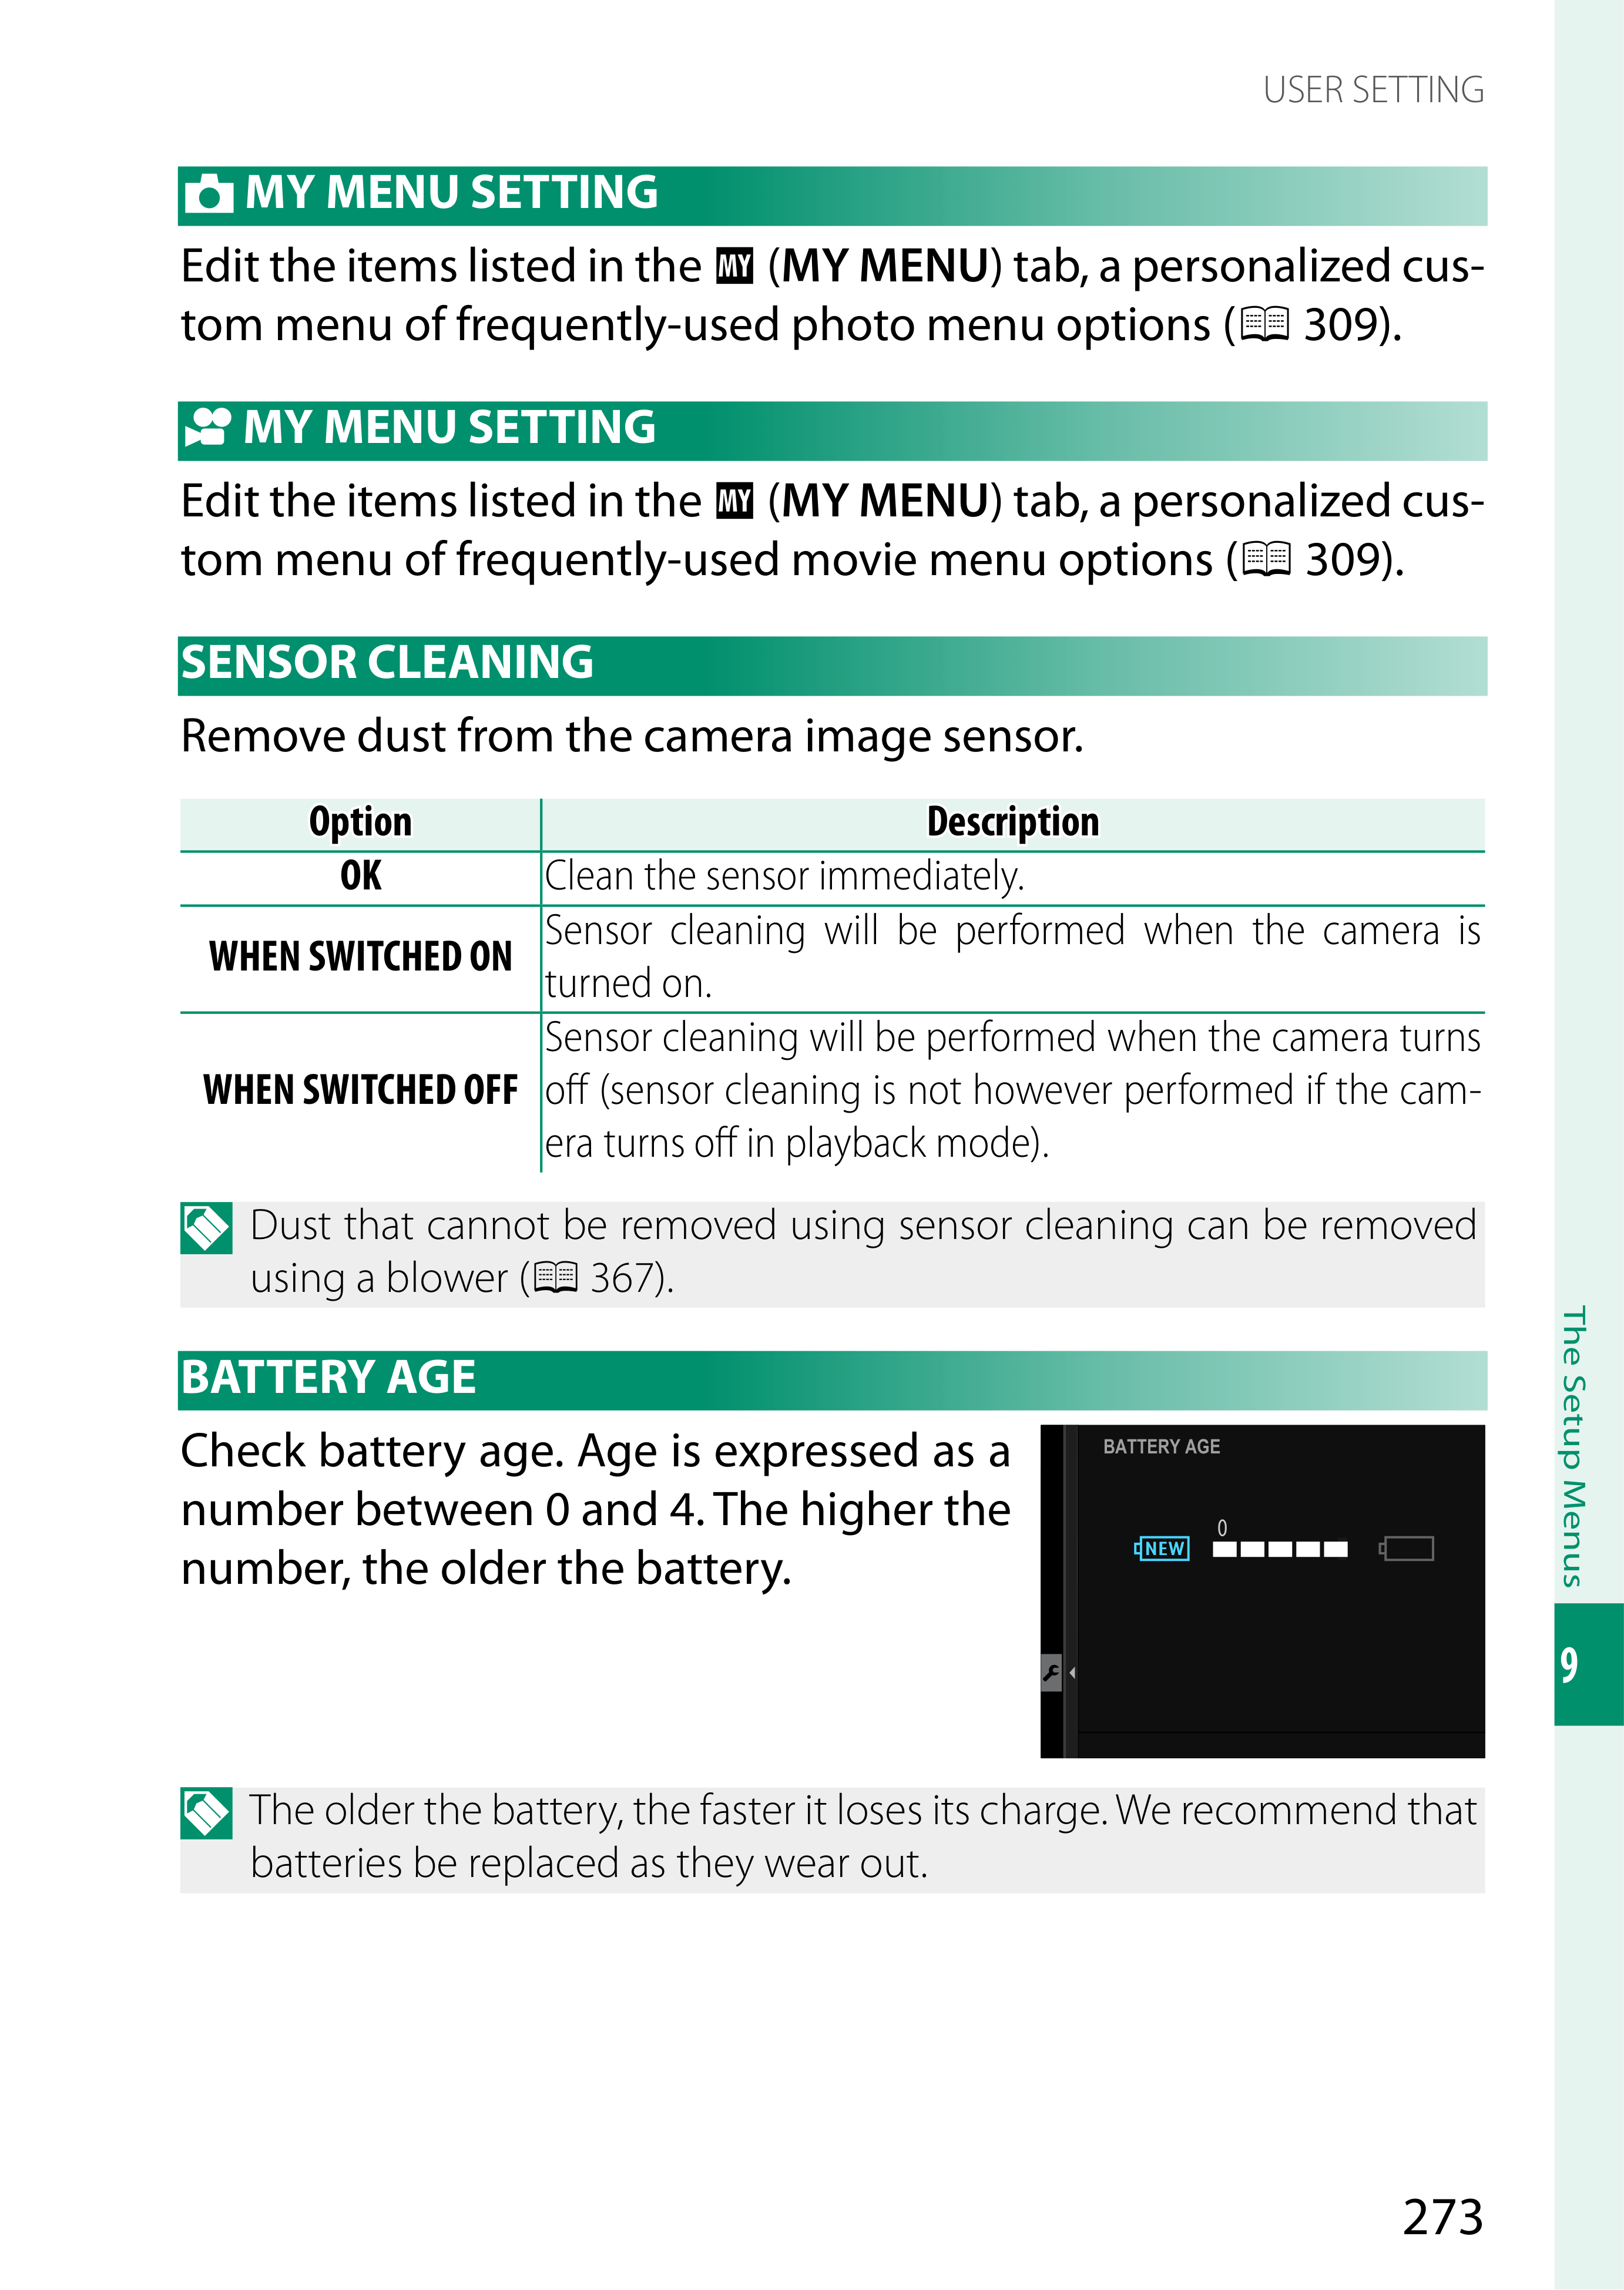 USER SETTING
MY MENU SETTING
Edit the items listed in the MY (MY MENU) tab, a personalized cus-
tom menu of frequently-used photo menu options (309).
MY MENU SETTING
Edit the items listed in the MY (MY MENU) tab, a personalized cus-
tom menu of frequently-used movie menu options (309).
SENSOR CLEANING
Remove dust from the camera image sensor.
Option Description
OK Clean the sensor immediately.
WHEN SWITCHED ON Sensor cleaning will be performed when the camera is
turned on.
WHEN SWITCHED OFF Sensor cleaning will be performed when the camera turns
off (sensor cleaning is not however performed if the cam-
era turns off in playback mode).
Dust that cannot be removed using sensor cleaning can be removed
using a blower (367).
BATTERY AGE
Check battery age. Age is expressed as a
number between 0 and 4. The higher the
number, the older the battery.
BATTERY AGE
0
NEW
The older the battery, the faster it loses its charge. We recommend that
batteries be replaced as they wear out.
The Setup Menus
9
273